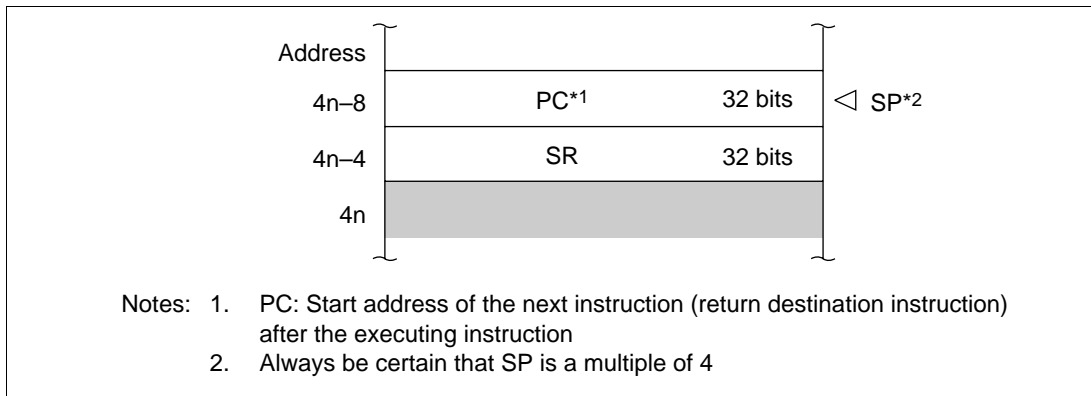 Address
4n–8 PC*1 32 bits ◁ SP*2
4n–4 SR 32 bits
4n
Notes: 1. PC: Start address of the next instruction (return destination instruction)
after the executing instruction
2. Always be certain that SP is a multiple of 4